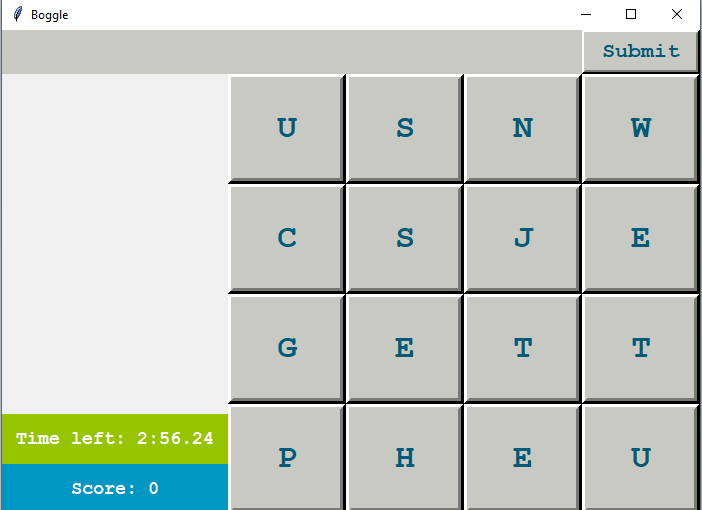 Boggle
Submit
U S N W
C S J E
G E T T
P H E U
Time left: 2:56.24
Score: 0